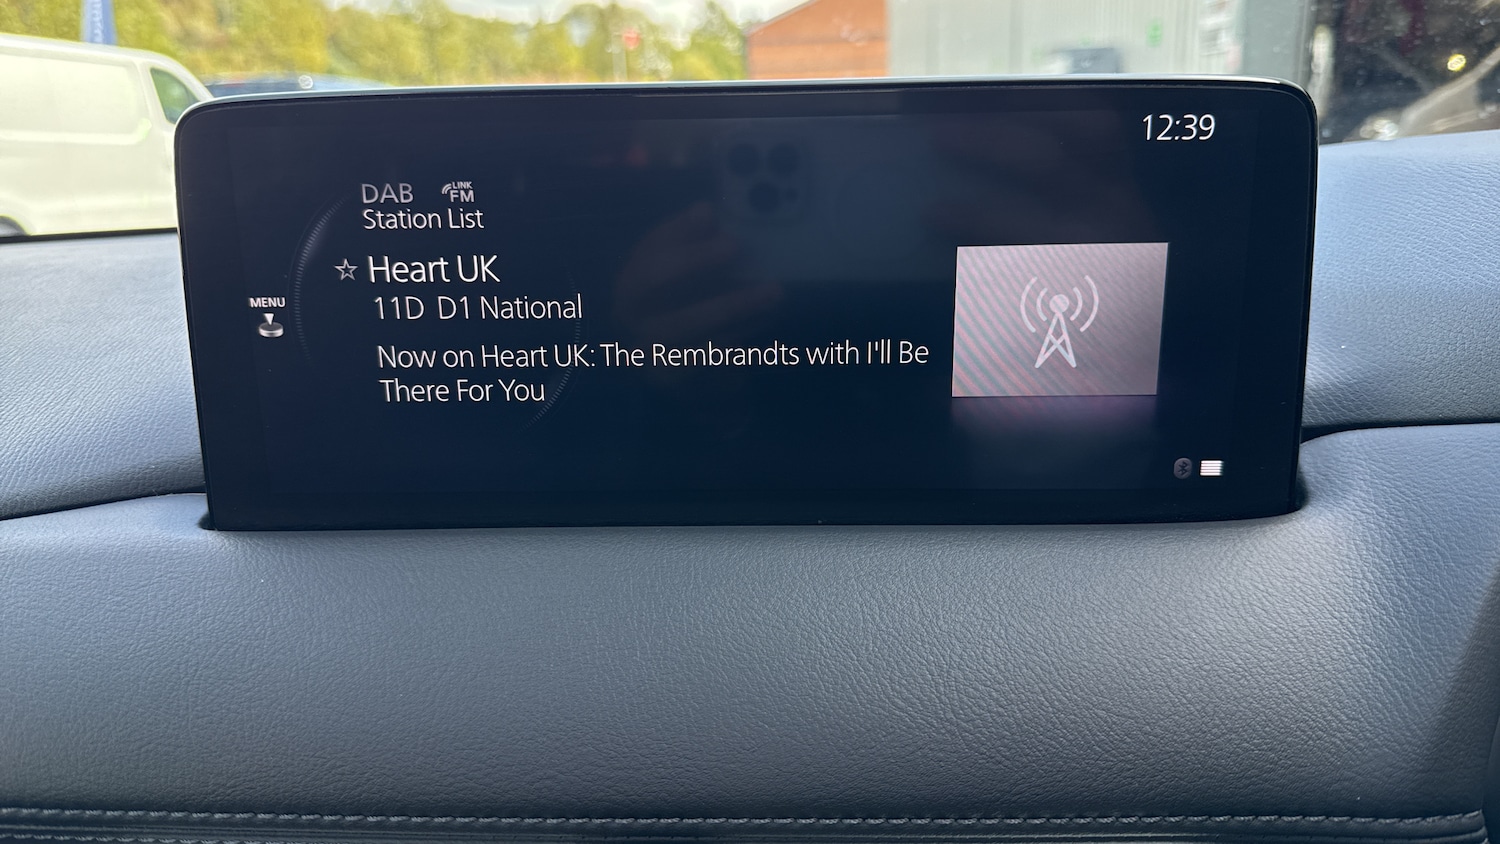 12:39
DAB LINK FM
Station List
Heart UK
MENU
11D D1 National
Now on Heart UK: The Rembrandts with I'll Be
There For You